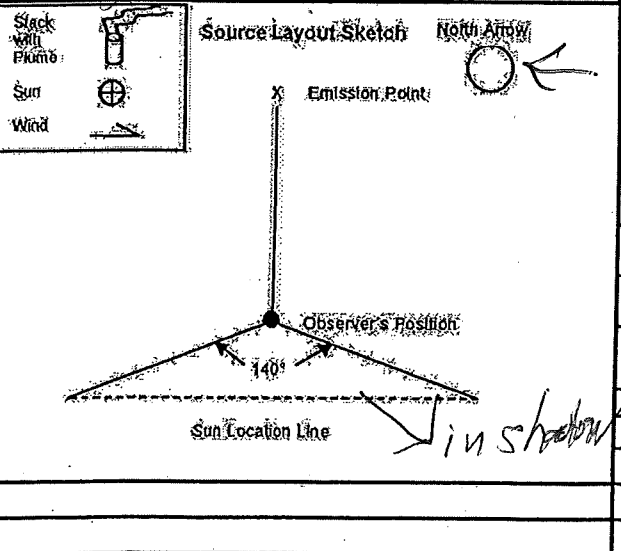 Stack
With
Plume
Sun
Wind
Source Layout Sketch
North Arrow
X Emission Point
Observer's Position
140°
Sun Location Line
in shadow